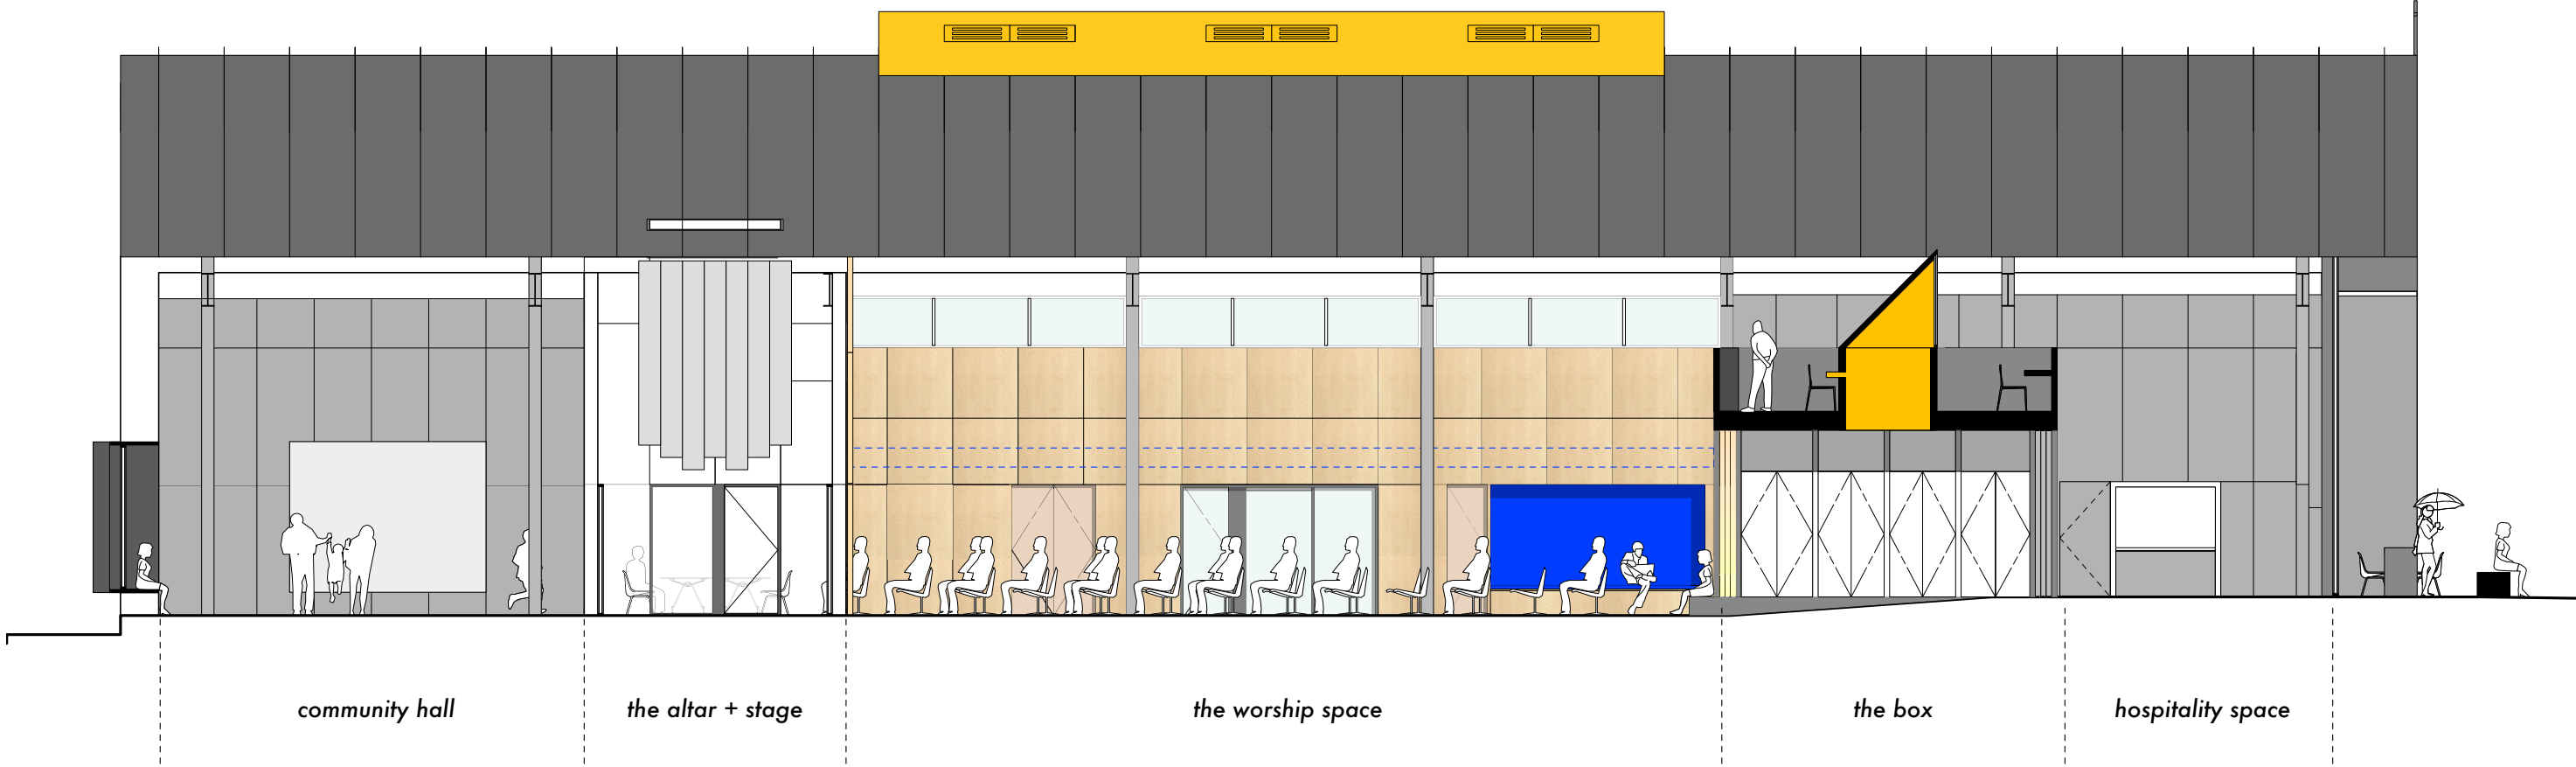 community hall
the altar + stage
the worship space
the box
hospitality space